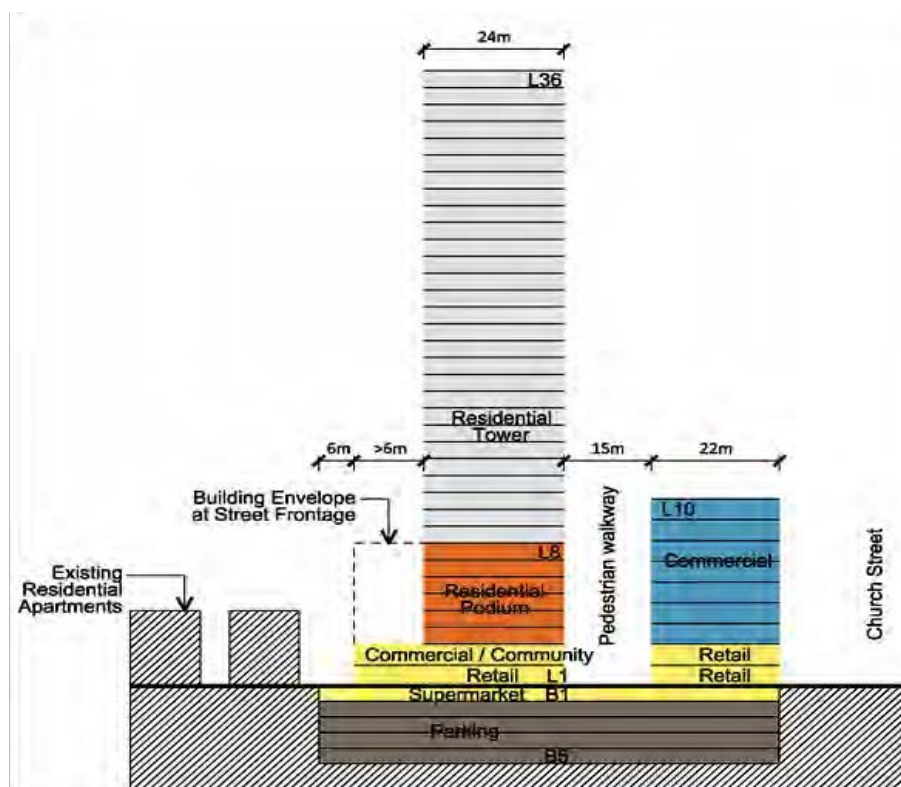 24m
L36
Residential
Tower
6m
>6m
15m
22m
Building Envelope
at Street Frontage
L10
L8
Commercial
Pedestrian walkway
Church Street
Existing
Residential
Apartments
Residential
Podium
Commercial / Community
Retail
Retail L1
Retail
Supermarket B1
Parking
B5